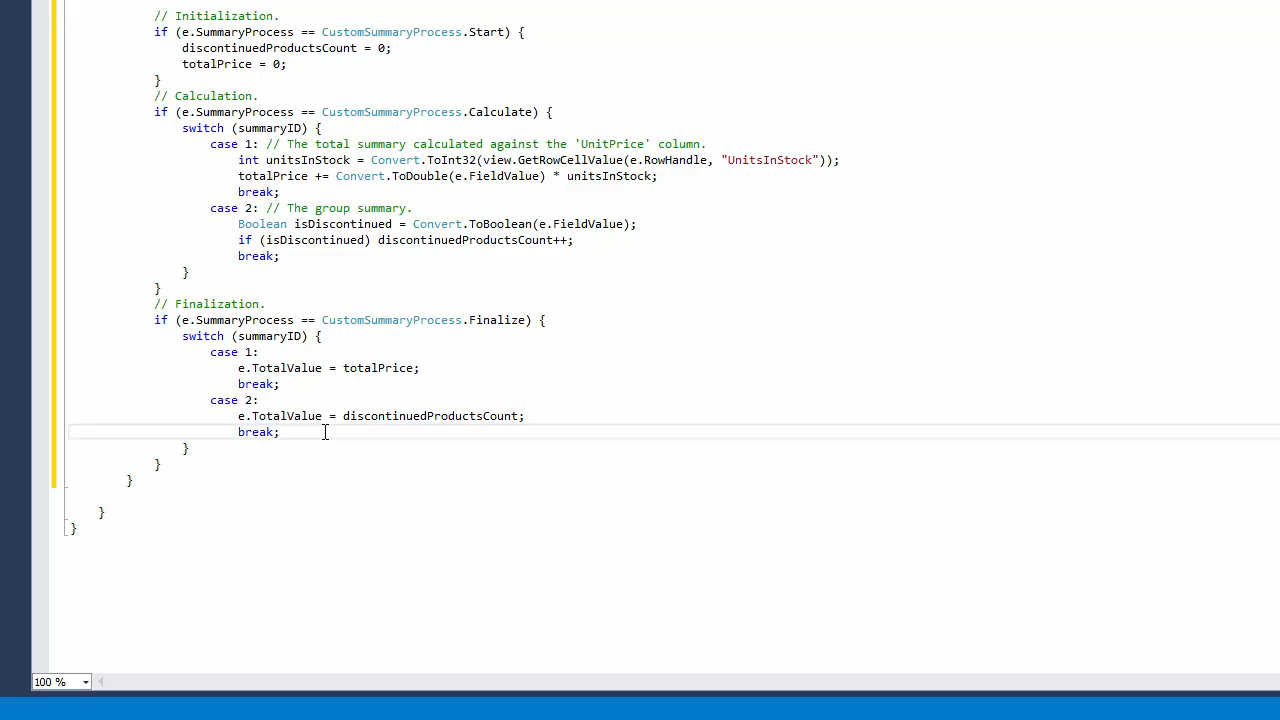 // Initialization.
if (e.SummaryProcess == CustomSummaryProcess.Start) {
discontinuedProductsCount = 0;
totalPrice = 0;
}
// Calculation.
if (e.SummaryProcess == CustomSummaryProcess.Calculate) {
switch (summaryID) {
case 1: // The total summary calculated against the 'UnitPrice' column.
int unitsInStock = Convert.ToInt32(view.GetRowCellValue(e.RowHandle, "UnitsInStock"));
totalPrice += Convert.ToDouble(e.FieldValue) * unitsInStock;
break;
case 2: // The group summary.
Boolean isDiscontinued = Convert.ToBoolean(e.FieldValue);
if (isDiscontinued) discontinuedProductsCount++;
break;
}
}
// Finalization.
if (e.SummaryProcess == CustomSummaryProcess.Finalize) {
switch (summaryID) {
case 1:
e.TotalValue = totalPrice;
break;
case 2:
e.TotalValue = discontinuedProductsCount;
break;
}
}
}
}
}
100 %